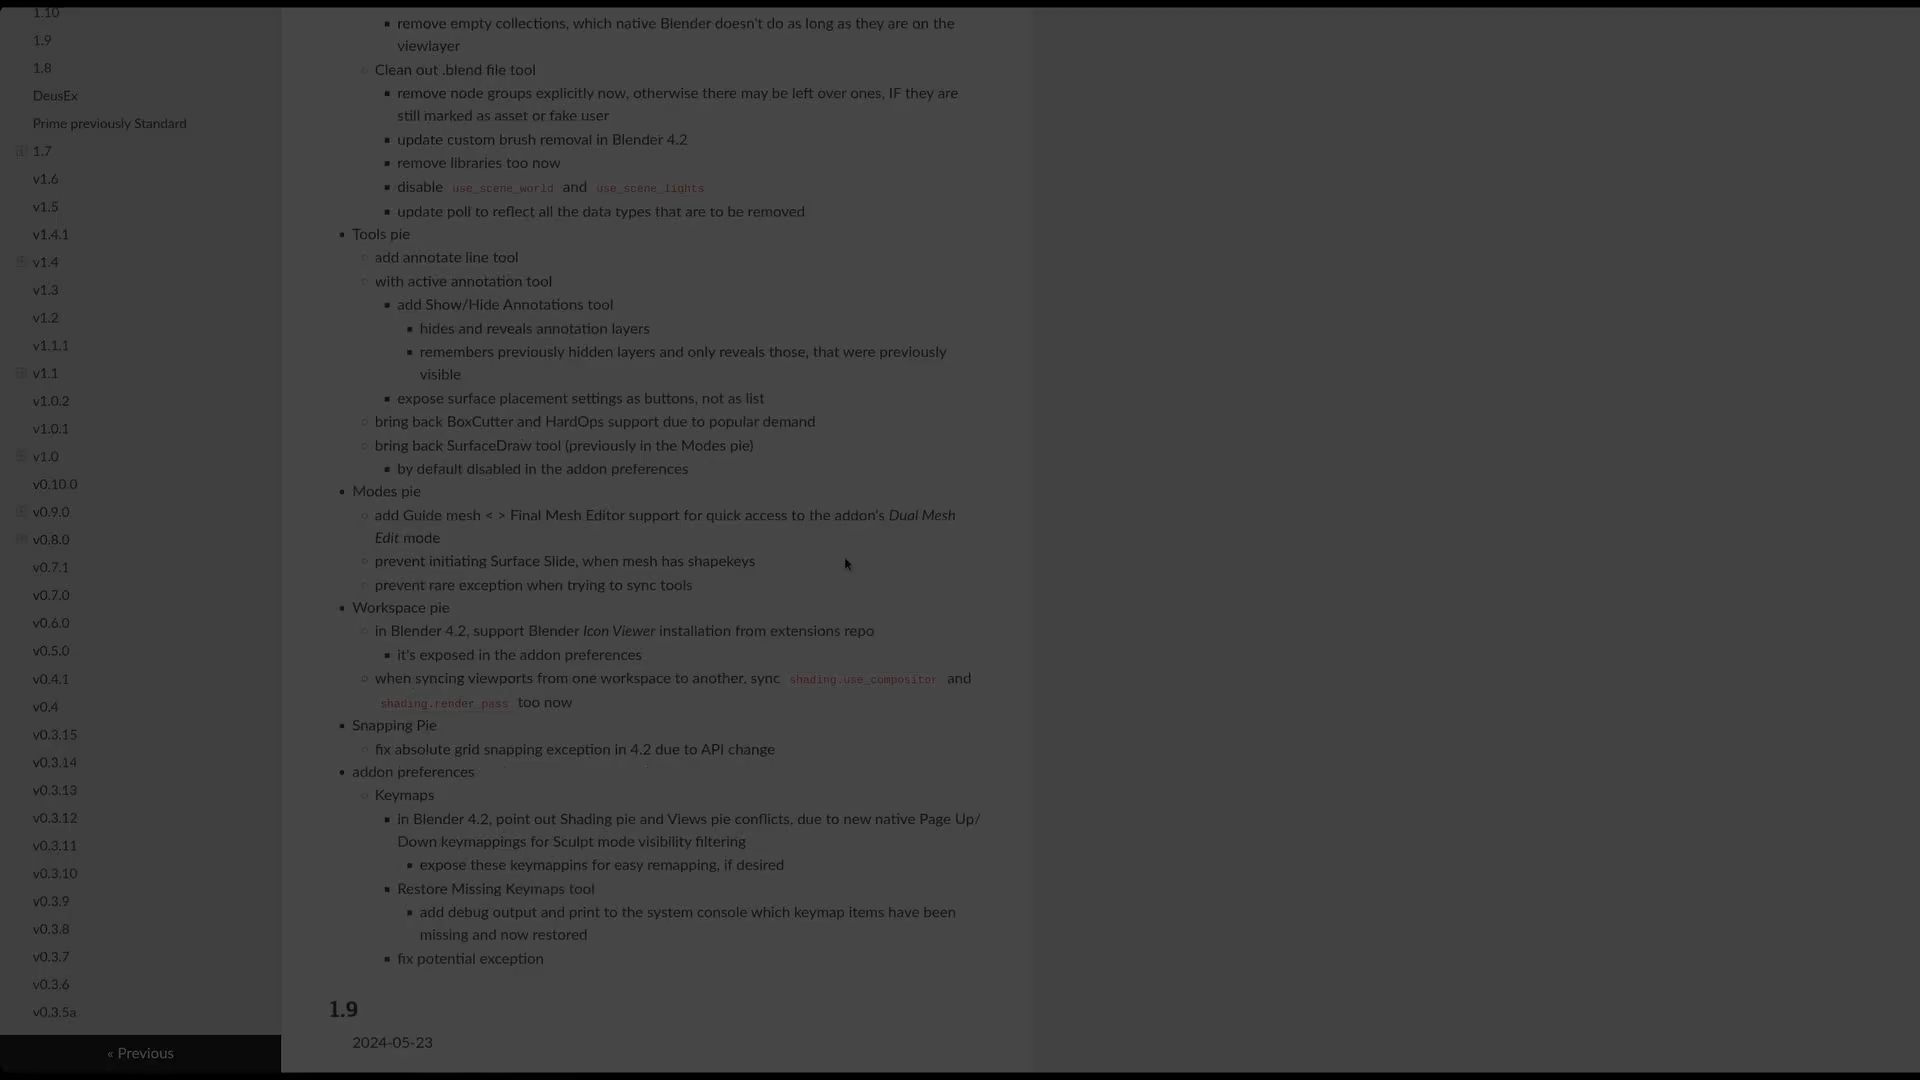 1.10
1.9
1.8
DeusEx
Prime previously Standard
1.7
v1.6
v1.5
v1.4.1
v1.4
v1.3
v1.2
v1.1.1
v1.1
v1.0.2
v1.0.1
v1.0
v0.10.0
v0.9.0
v0.8.0
v0.7.1
v0.7.0
v0.6.0
v0.5.0
v0.4.1
v0.4
v0.3.15
v0.3.14
v0.3.13
v0.3.12
v0.3.11
v0.3.10
v0.3.9
v0.3.8
v0.3.7
v0.3.6
v0.3.5a
« Previous
remove empty collections, which native Blender doesn't do as long as they are on the
viewlayer
Clean out .blend file tool
remove node groups explicitly now, otherwise there may be left over ones, IF they are
still marked as asset or fake user
update custom brush removal in Blender 4.2
remove libraries too now
disable use_scene_world and use_scene_lights
update poll to reflect all the data types that are to be removed
Tools pie
add annotate line tool
with active annotation tool
add Show/Hide Annotations tool
hides and reveals annotation layers
remembers previously hidden layers and only reveals those, that were previously
visible
expose surface placement settings as buttons, not as list
bring back BoxCutter and HardOps support due to popular demand
bring back SurfaceDraw tool (previously in the Modes pie)
by default disabled in the addon preferences
Modes pie
add Guide mesh < > Final Mesh Editor support for quick access to the addon's Dual Mesh
Edit mode
prevent initiating Surface Slide, when mesh has shapekeys
prevent rare exception when trying to sync tools
Workspace pie
in Blender 4.2, support Blender Icon Viewer installation from extensions repo
it's exposed in the addon preferences
when syncing viewports from one workspace to another, sync shading.use_compositor and
shading.render_pass too now
Snapping Pie
fix absolute grid snapping exception in 4.2 due to API change
addon preferences
Keymaps
in Blender 4.2, point out Shading pie and Views pie conflicts, due to new native Page Up/
Down keymappings for Sculpt mode visibility filtering
expose these keymappins for easy remapping, if desired
Restore Missing Keymaps tool
add debug output and print to the system console which keymap items have been
missing and now restored
fix potential exception
1.9
2024-05-23